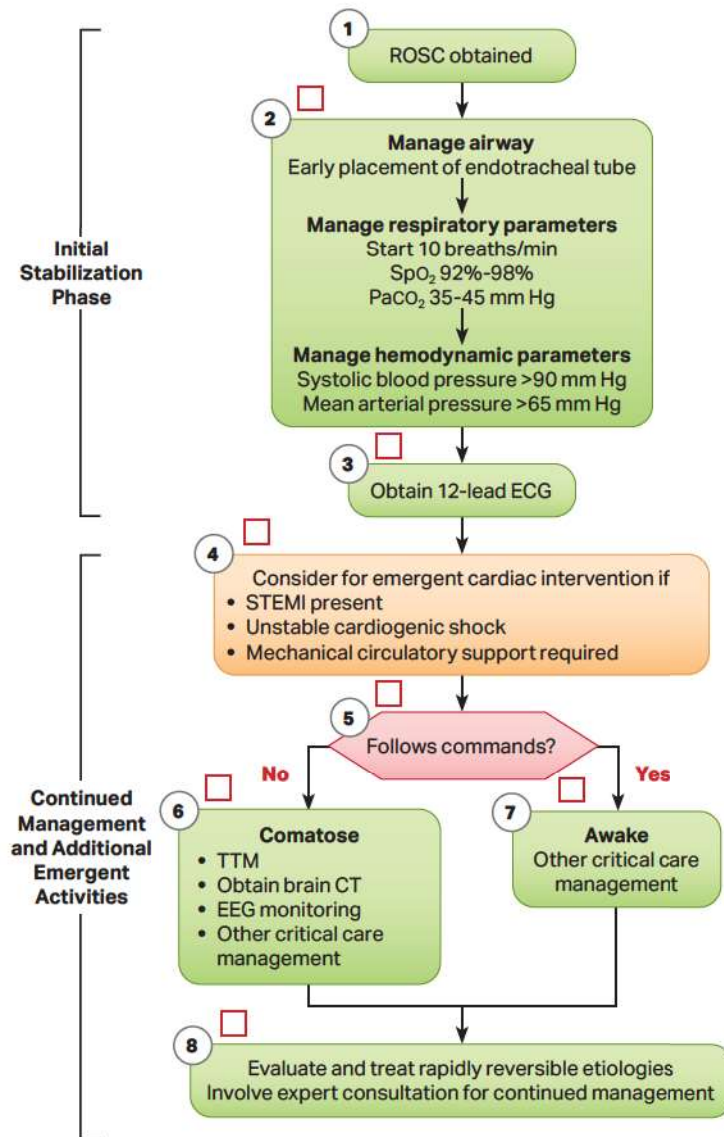 1
ROSC obtained
2
Manage airway
Early placement of endotracheal tube
Manage respiratory parameters
Start 10 breaths/min
SpO₂ 92%-98%
PaCO₂ 35-45 mm Hg
Manage hemodynamic parameters
Systolic blood pressure >90 mm Hg
Mean arterial pressure >65 mm Hg
Initial
Stabilization
Phase
3
Obtain 12-lead ECG
4
Consider for emergent cardiac intervention if
• STEMI present
• Unstable cardiogenic shock
• Mechanical circulatory support required
5
Follows commands?
No
Yes
Continued
Management
and Additional
Emergent
Activities
6
Comatose
• TTM
• Obtain brain CT
• EEG monitoring
• Other critical care
management
7
Awake
Other critical care
management
8
Evaluate and treat rapidly reversible etiologies
Involve expert consultation for continued management